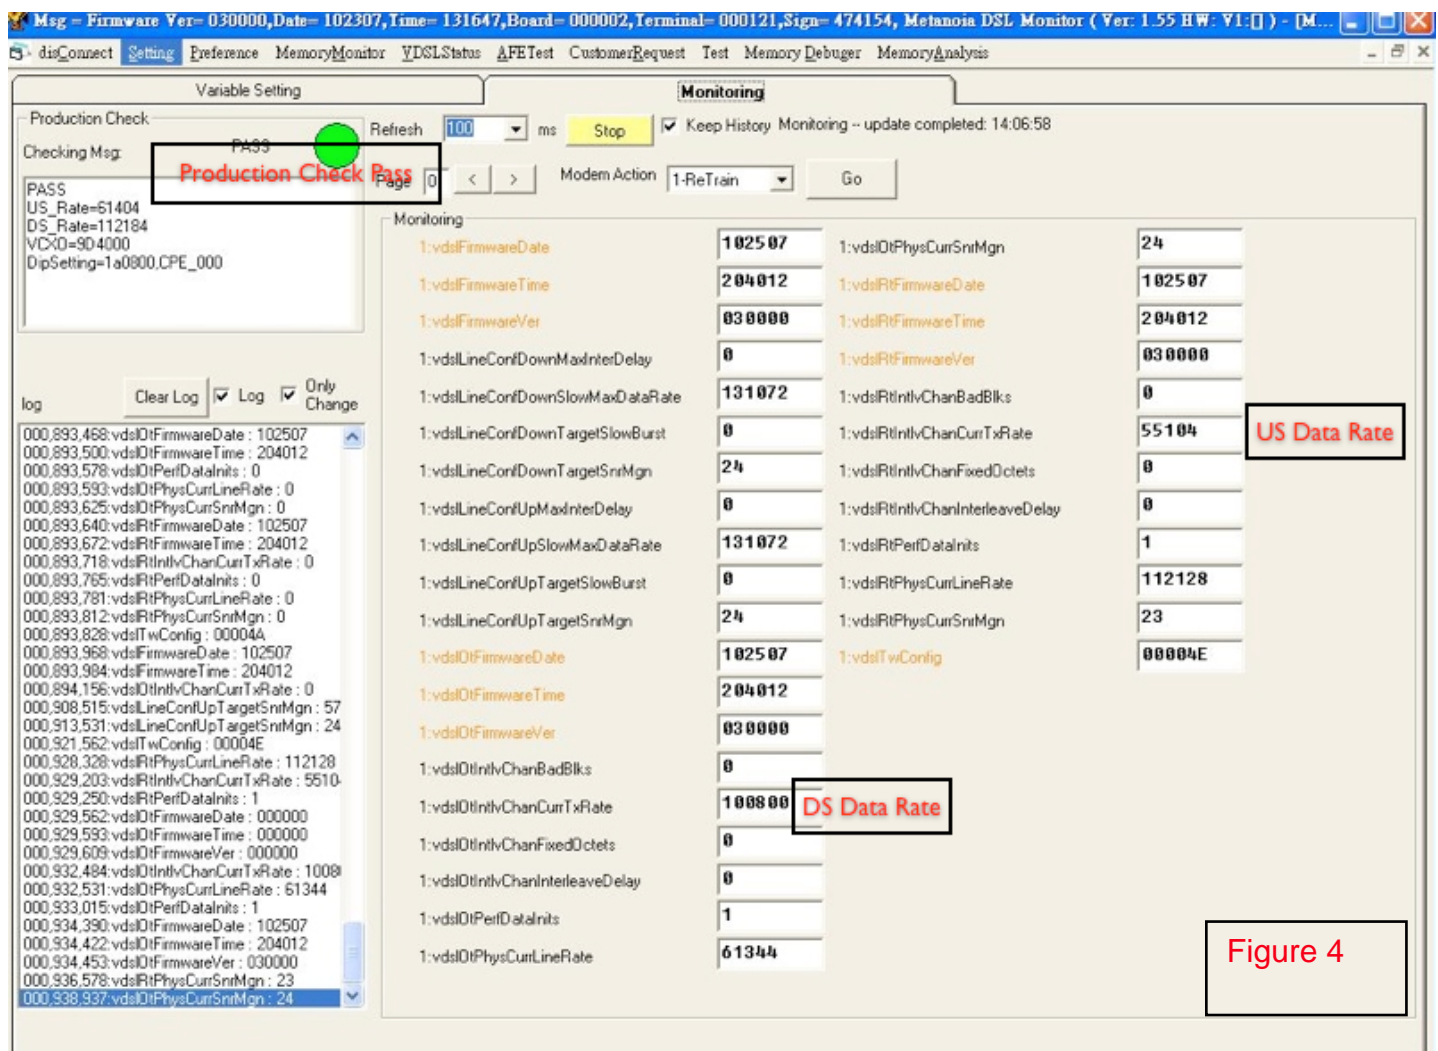 Msg = Firmware Ver= 030000,Date= 102307,Time= 131647,Board= 000002,Terminal= 000121,Sign= 474154, Metanoia DSL Monitor ( Ver: 1.55 HW: V1:[] ) - [M...
disConnect Setting Preference MemoryMonitor VDSLStatus AFETest CustomerRequest Test Memory Debuger MemoryAnalysis
Variable Setting
Monitoring
Production Check
Checking Msg:
PASS
Production Check Pass
PASS
US_Rate=61404
DS_Rate=112184
VCXO=9D4000
DipSetting=1a0800,CPE_000
Refresh 100 ms Stop Keep History Monitoring -- update completed: 14:06:58
Page 0 < > Modem Action 1-ReTrain Go
log Clear Log Log Only Change
000,893,468:vdslOtFirmwareDate : 102507
000,893,500:vdslOtFirmwareTime : 204012
000,893,578:vdslOtPerfDataInits : 0
000,893,593:vdslOtPhysCurrLineRate : 0
000,893,625:vdslOtPhysCurrSnrMgn : 0
000,893,640:vdslRtFirmwareDate : 102507
000,893,672:vdslRtFirmwareTime : 204012
000,893,718:vdslRtIntlvChanCurrTxRate : 0
000,893,765:vdslRtPerfDataInits : 0
000,893,781:vdslRtPhysCurrLineRate : 0
000,893,812:vdslRtPhysCurrSnrMgn : 0
000,893,828:vdslTwConfig : 00004A
000,893,968:vdslFirmwareDate : 102507
000,893,984:vdslFirmwareTime : 204012
000,894,156:vdslOtIntlvChanCurrTxRate : 0
000,908,515:vdslLineConfUpTargetSnrMgn : 57
000,913,531:vdslLineConfUpTargetSnrMgn : 24
000,921,562:vdslTwConfig : 00004E
000,928,328:vdslRtPhysCurrLineRate : 112128
000,929,203:vdslRtIntlvChanCurrTxRate : 5510
000,929,250:vdslRtPerfDataInits : 1
000,929,562:vdslOtFirmwareDate : 000000
000,929,593:vdslOtFirmwareTime : 000000
000,929,609:vdslOtFirmwareVer : 000000
000,932,484:vdslOtIntlvChanCurrTxRate : 1008
000,932,531:vdslOtPhysCurrLineRate : 61344
000,933,015:vdslOtPerfDataInits : 1
000,934,390:vdslOtFirmwareDate : 102507
000,934,422:vdslOtFirmwareTime : 204012
000,934,453:vdslOtFirmwareVer : 030000
000,936,578:vdslRtPhysCurrSnrMgn : 23
000,938,937:vdslOtPhysCurrSnrMgn : 24
Monitoring
1:vdslFirmwareDate 102507
1:vdslFirmwareTime 204012
1:vdslFirmwareVer 030000
1:vdslLineConfDownMaxInterDelay 0
1:vdslLineConfDownSlowMaxDataRate 131072
1:vdslLineConfDownTargetSlowBurst 0
1:vdslLineConfDownTargetSnrMgn 24
1:vdslLineConfUpMaxInterDelay 0
1:vdslLineConfUpSlowMaxDataRate 131072
1:vdslLineConfUpTargetSlowBurst 0
1:vdslLineConfUpTargetSnrMgn 24
1:vdslOtFirmwareDate 102507
1:vdslOtFirmwareTime 204012
1:vdslOtFirmwareVer 030000
1:vdslOtIntlvChanBadBlks 0
1:vdslOtIntlvChanCurrTxRate 100800 DS Data Rate
1:vdslOtIntlvChanFixedOctets 0
1:vdslOtIntlvChanInterleaveDelay 0
1:vdslOtPerfDataInits 1
1:vdslOtPhysCurrLineRate 61344
1:vdslOtPhysCurrSnrMgn 24
1:vdslRtFirmwareDate 102507
1:vdslRtFirmwareTime 204012
1:vdslRtFirmwareVer 030000
1:vdslRtIntlvChanBadBlks 0
1:vdslRtIntlvChanCurrTxRate 55104 US Data Rate
1:vdslRtIntlvChanFixedOctets 0
1:vdslRtIntlvChanInterleaveDelay 0
1:vdslRtPerfDataInits 1
1:vdslRtPhysCurrLineRate 112128
1:vdslRtPhysCurrSnrMgn 23
1:vdslTwConfig 00004E
Figure 4